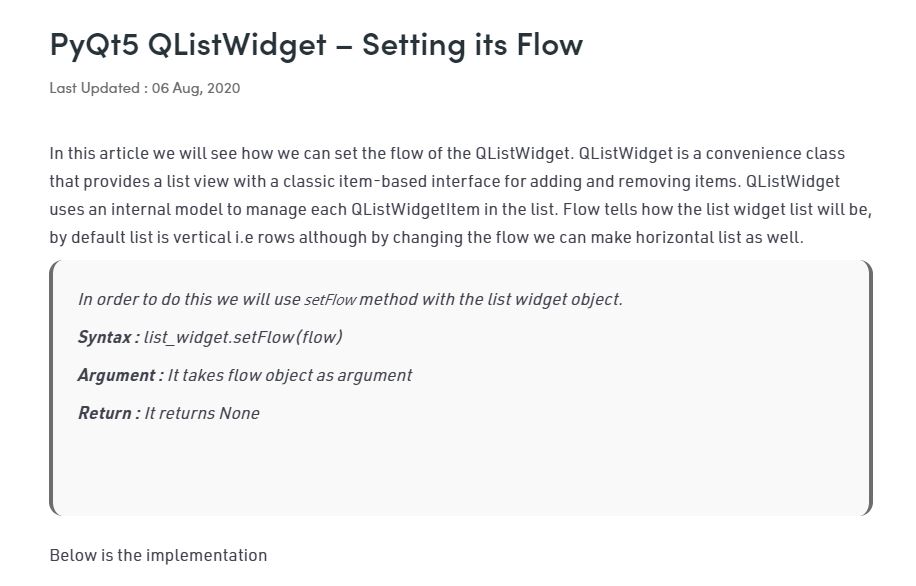 PyQt5 QListWidget – Setting its Flow
Last Updated : 06 Aug, 2020
In this article we will see how we can set the flow of the QListWidget. QListWidget is a convenience class
that provides a list view with a classic item-based interface for adding and removing items. QListWidget
uses an internal model to manage each QListWidgetItem in the list. Flow tells how the list widget list will be,
by default list is vertical i.e rows although by changing the flow we can make horizontal list as well.
In order to do this we will use setFlow method with the list widget object.
Syntax : list_widget.setFlow(flow)
Argument : It takes flow object as argument
Return : It returns None
Below is the implementation